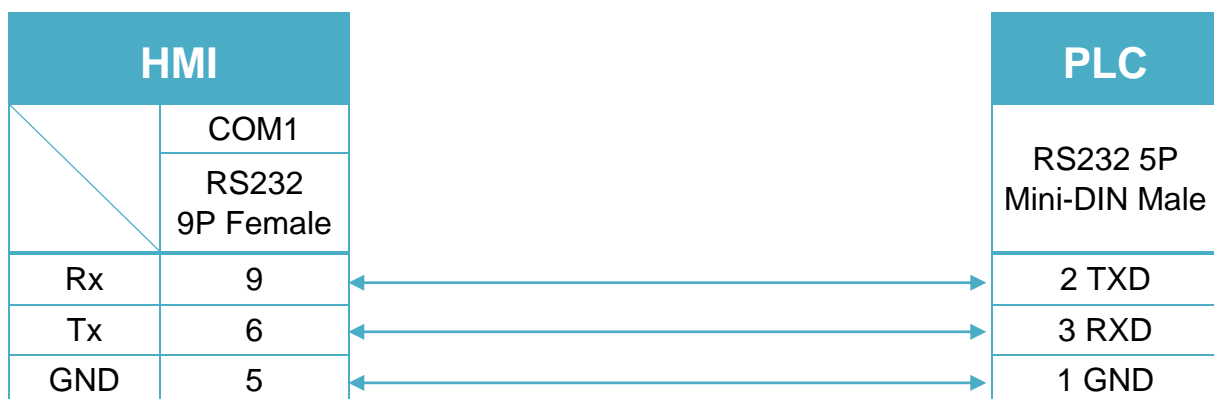 HMI
PLC
COM1
RS232
9P Female
RS232 5P
Mini-DIN Male
Rx 9 2 TXD
Tx 6 3 RXD
GND 5 1 GND